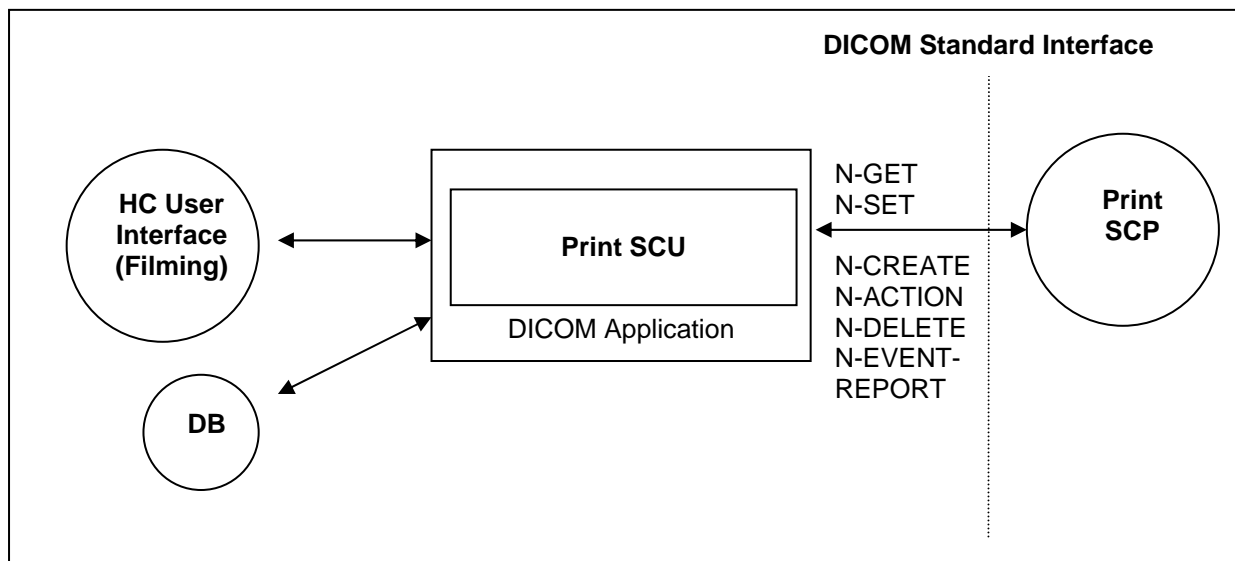 DICOM Standard Interface
HC User
Interface
(Filming)
DB
Print SCU
DICOM Application
N-GET
N-SET
N-CREATE
N-ACTION
N-DELETE
N-EVENT-
REPORT
Print
SCP